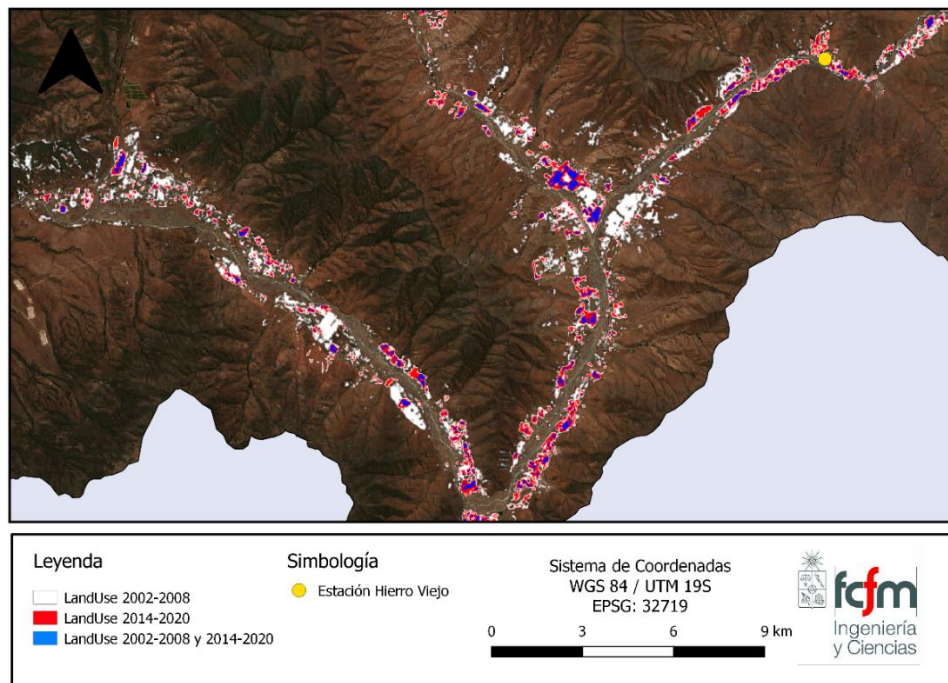 Leyenda
LandUse 2002-2008
LandUse 2014-2020
LandUse 2002-2008 y 2014-2020
Simbología
Estación Hierro Viejo
Sistema de Coordenadas
WGS 84 / UTM 19S
EPSG: 32719
0 3 6 9 km
fcfm
Ingeniería
y Ciencias